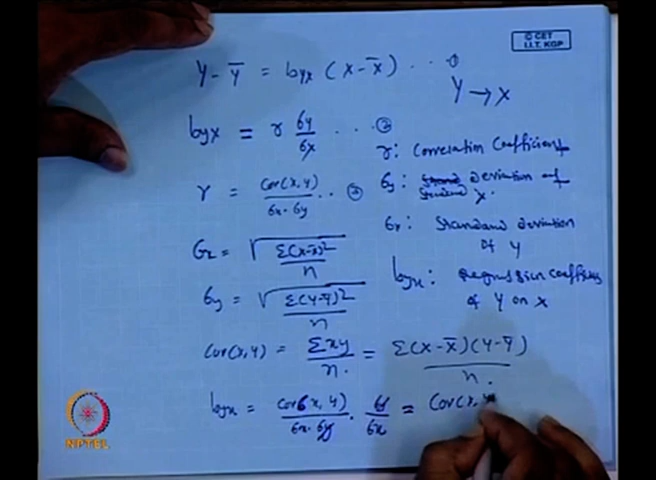 © CET
I.I.T. KGP
Y - ȳ = byx (X - x̄) ... ①
Y → X
byx = r σy/σx ... ②
r : Correlation Coefficient
r = cov(x,y)/σx·σy .. ③
σy : Standard deviation of X.
σx : Standard deviation of Y
σx = √(Σ(x-x̄)²/n)
byx : Regression coefficient of Y on X
σy = √(Σ(y-ȳ)²/n)
cov(x,y) = Σxy/n. = Σ(x-x̄)(y-ȳ)/n.
byx = cov(x,y)/σx·σy · σy/σx = Cov(x,y
NPTEL